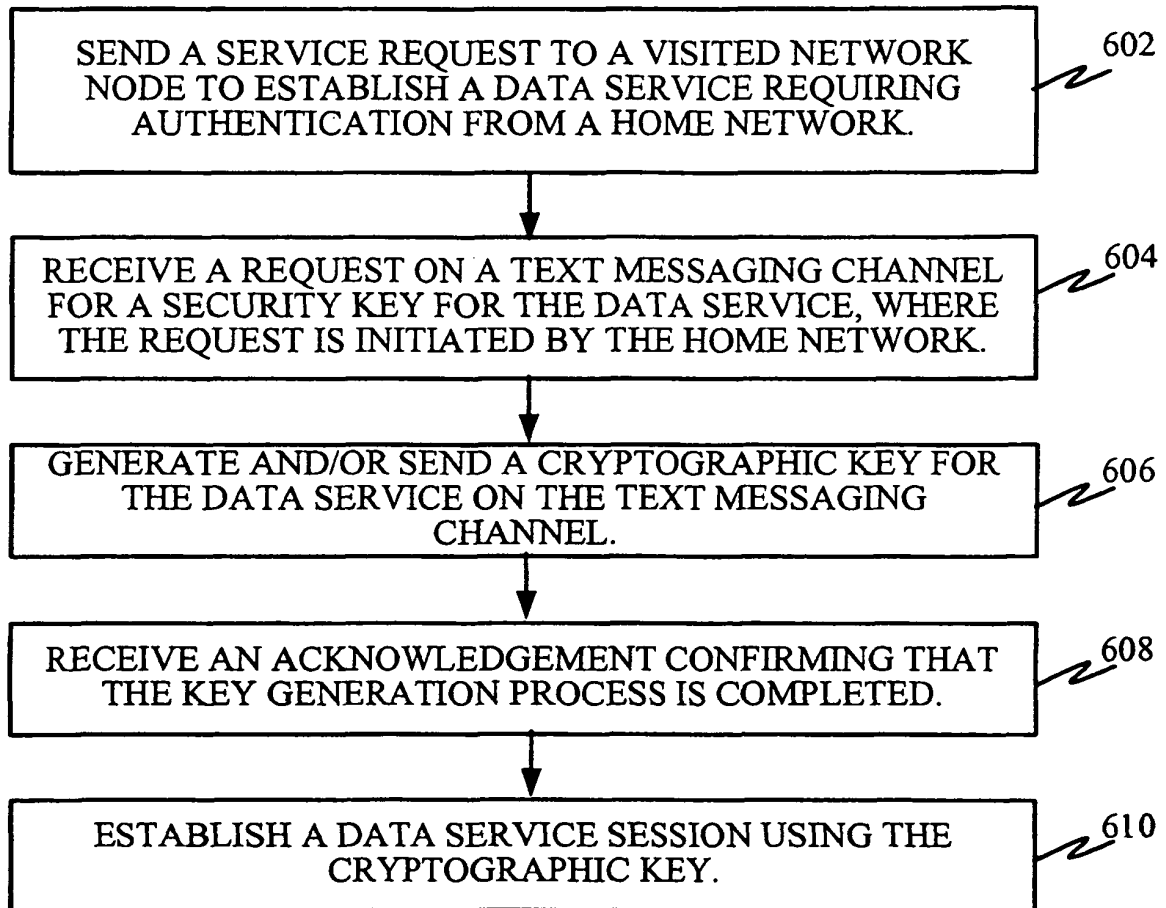 SEND A SERVICE REQUEST TO A VISITED NETWORK
NODE TO ESTABLISH A DATA SERVICE REQUIRING
AUTHENTICATION FROM A HOME NETWORK.
602
RECEIVE A REQUEST ON A TEXT MESSAGING CHANNEL
FOR A SECURITY KEY FOR THE DATA SERVICE, WHERE
THE REQUEST IS INITIATED BY THE HOME NETWORK.
604
GENERATE AND/OR SEND A CRYPTOGRAPHIC KEY FOR
THE DATA SERVICE ON THE TEXT MESSAGING
CHANNEL.
606
RECEIVE AN ACKNOWLEDGEMENT CONFIRMING THAT
THE KEY GENERATION PROCESS IS COMPLETED.
608
ESTABLISH A DATA SERVICE SESSION USING THE
CRYPTOGRAPHIC KEY.
610